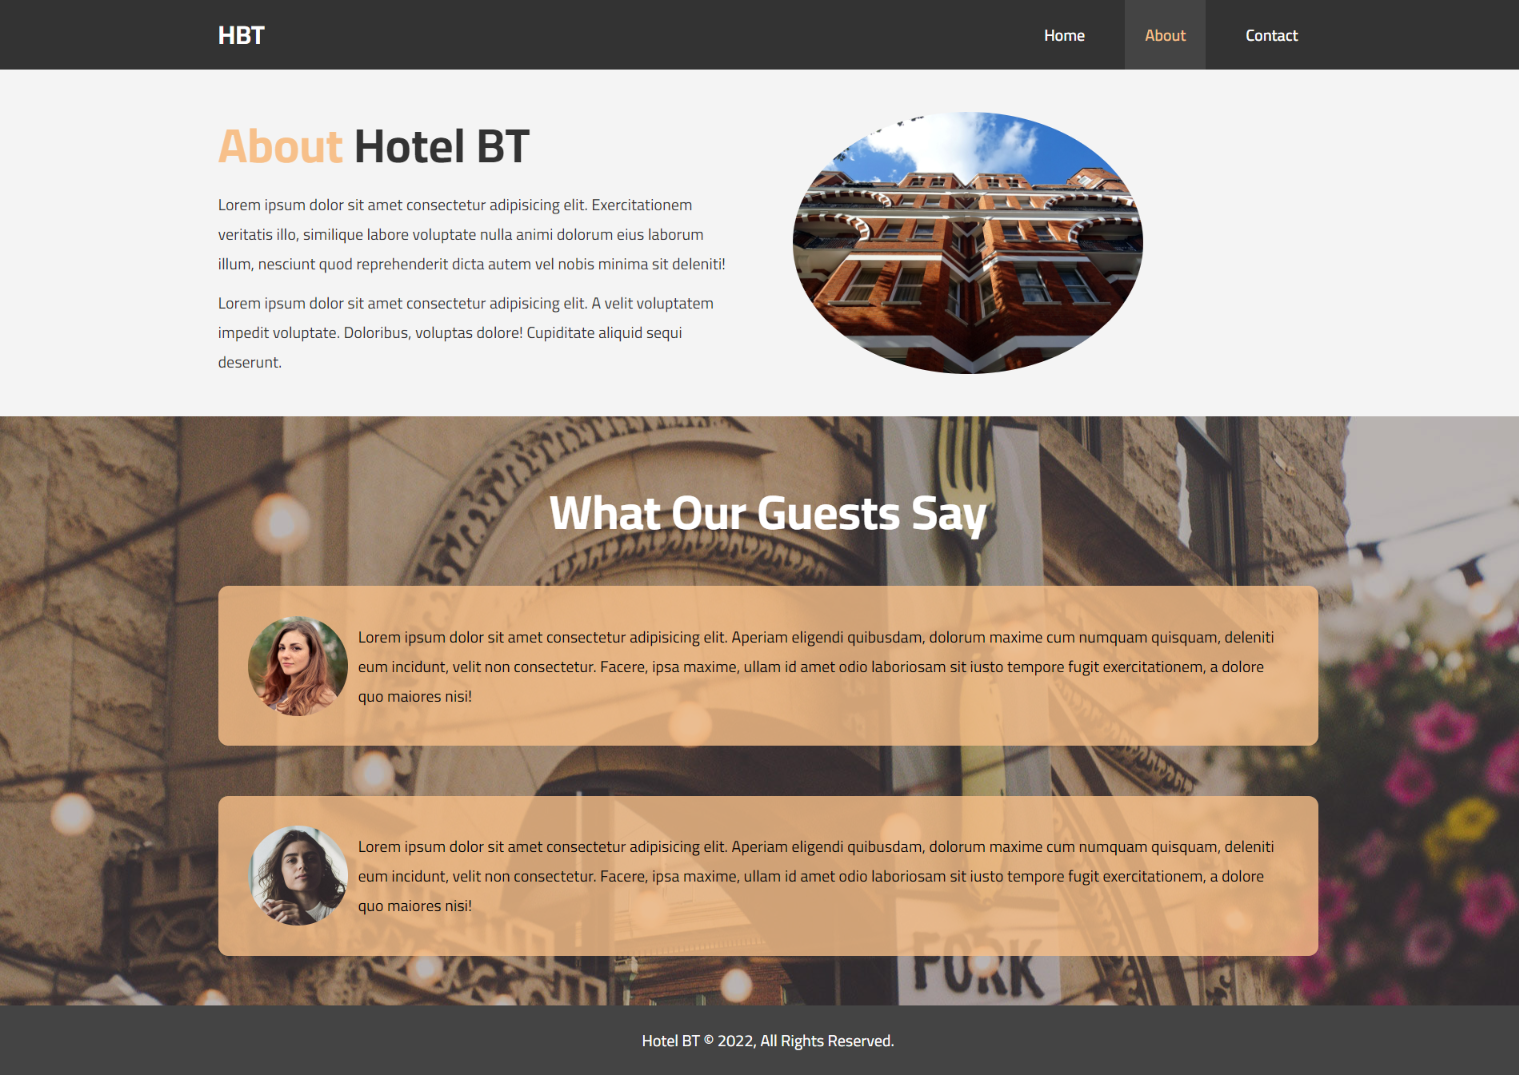 HBT
Home
About
Contact
About Hotel BT
Lorem ipsum dolor sit amet consectetur adipisicing elit. Exercitationem
veritatis illo, similique labore voluptate nulla animi dolorum eius laborum
illum, nesciunt quod reprehenderit dicta autem vel nobis minima sit deleniti!
Lorem ipsum dolor sit amet consectetur adipisicing elit. A velit voluptatem
impedit voluptate. Doloribus, voluptas dolore! Cupiditate aliquid sequi
deserunt.
What Our Guests Say
Lorem ipsum dolor sit amet consectetur adipisicing elit. Aperiam eligendi quibusdam, dolorum maxime cum numquam quisquam, deleniti
eum incidunt, velit non consectetur. Facere, ipsa maxime, ullam id amet odio laboriosam sit iusto tempore fugit exercitationem, a dolore
quo maiores nisi!
Lorem ipsum dolor sit amet consectetur adipisicing elit. Aperiam eligendi quibusdam, dolorum maxime cum numquam quisquam, deleniti
eum incidunt, velit non consectetur. Facere, ipsa maxime, ullam id amet odio laboriosam sit iusto tempore fugit exercitationem, a dolore
quo maiores nisi!
FORK
Hotel BT © 2022, All Rights Reserved.